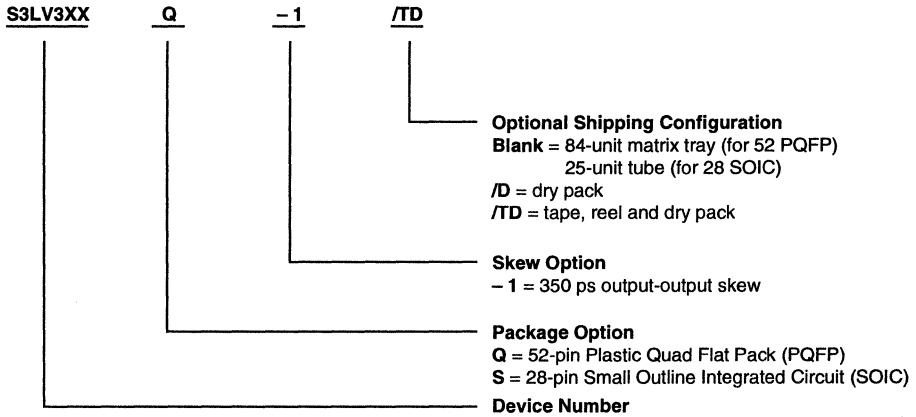 S3LV3XX Q – 1 /TD
Optional Shipping Configuration
Blank = 84-unit matrix tray (for 52 PQFP)
25-unit tube (for 28 SOIC)
/D = dry pack
/TD = tape, reel and dry pack
Skew Option
– 1 = 350 ps output-output skew
Package Option
Q = 52-pin Plastic Quad Flat Pack (PQFP)
S = 28-pin Small Outline Integrated Circuit (SOIC)
Device Number